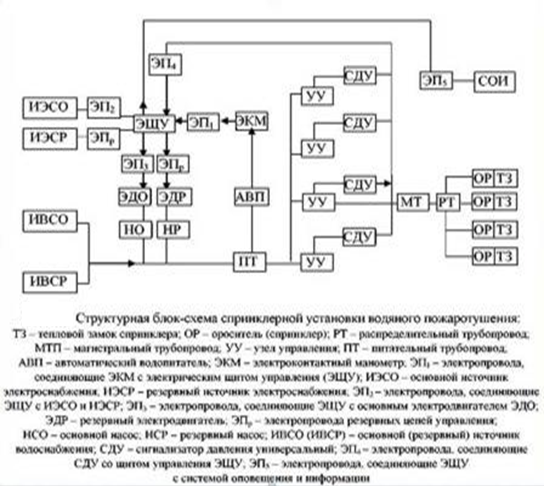 ЭП₄
СДУ
ЭП₅
СОИ
ИЭСО
ЭП₂
УУ
ЭЩУ
ЭП₁
ЭКМ
СДУ
ИЭСР
ЭПр
УУ
ЭП₃
ЭПр
СДУ
ОР
ТЗ
ЭДО
ЭДР
АВП
УУ
МТ
РТ
ОР
ТЗ
ИВСО
НО
НР
СДУ
ОР
ТЗ
ПТ
УУ
ОР
ТЗ
ИВСР
Структурная блок-схема спринклерной установки водяного пожаротушения:
ТЗ – тепловой замок спринклера; ОР – ороситель (спринклер); РТ – распределительный трубопровод;
МТП – магистральный трубопровод; УУ – узел управления; ПТ – питательный трубопровод;
АВП – автоматический водопитатель; ЭКМ – электроконтактный манометр; ЭП₁ – электропровода,
соединяющие ЭКМ с электрическим щитом управления (ЭЩУ); ИЭСО – основной источник
электроснабжения; ИЭСР – резервный источник электроснабжения; ЭП₂ – электропровода, соединяющие
ЭЩУ с ИЭСО и ИЭСР; ЭП₃ – электропровода, соединяющие ЭЩУ с основным электродвигателем ЭДО;
ЭДР – резервный электродвигатель; ЭПр – электропровода резервных цепей управления;
НСО – основной насос; НСР – резервный насос; ИВСО (ИВСР) – основной (резервный) источник
водоснабжения; СДУ – сигнализатор давления универсальный; ЭП₄ – электропровода, соединяющие
СДУ со щитом управления ЭЩУ; ЭП₅ – электропровода, соединяющие ЭЩУ
с системой оповещения и информации